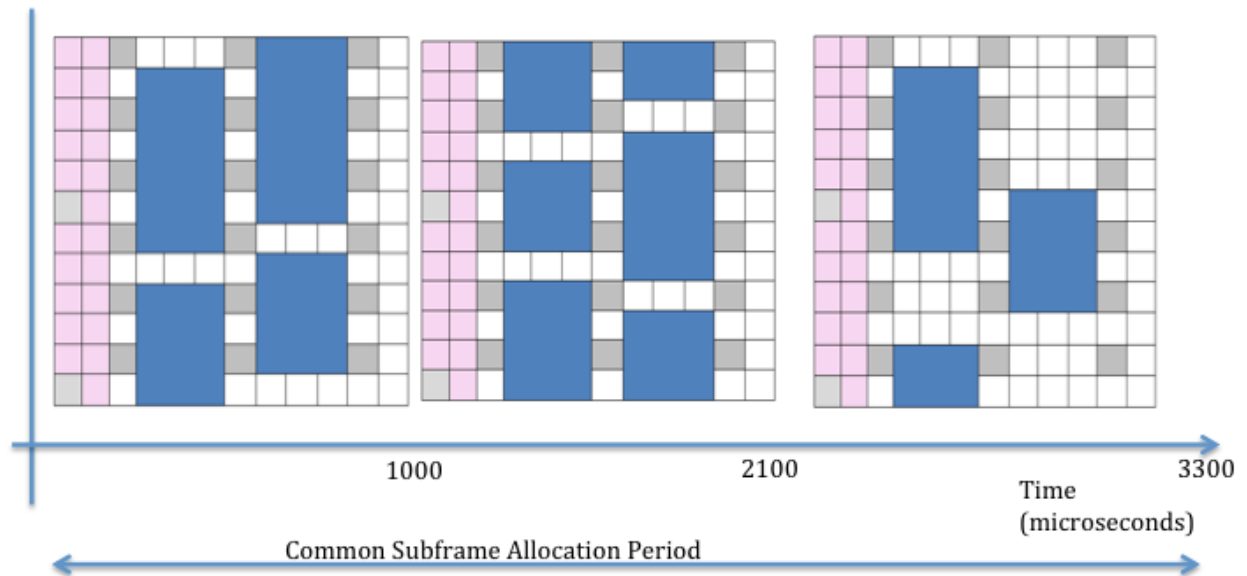 1000
2100
3300
Time
(microseconds)
Common Subframe Allocation Period